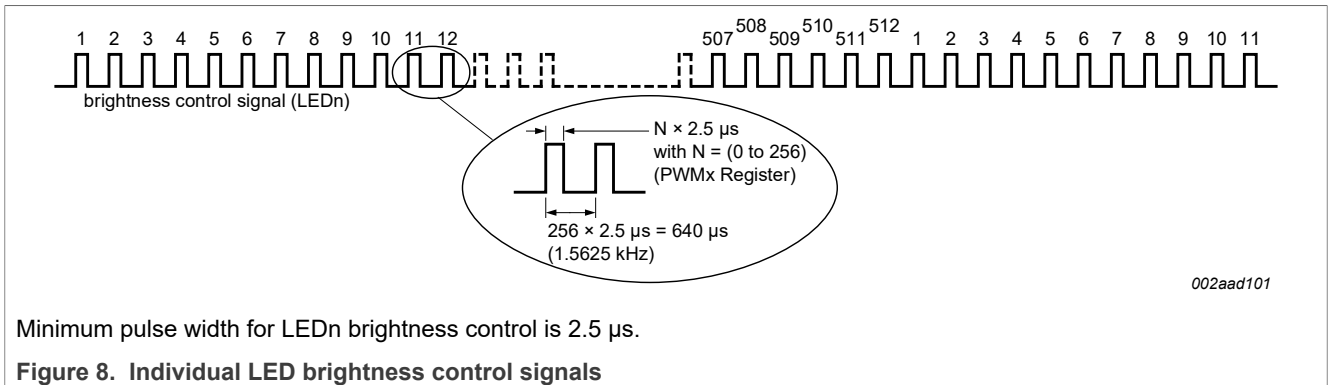 1 2 3 4 5 6 7 8 9 10 11 12 507 508 509 510 511 512 1 2 3 4 5 6 7 8 9 10 11
brightness control signal (LEDn)
N × 2.5 µs
with N = (0 to 256)
(PWMx Register)
256 × 2.5 µs = 640 µs
(1.5625 kHz)
002aad101
Minimum pulse width for LEDn brightness control is 2.5 µs.
Figure 8. Individual LED brightness control signals